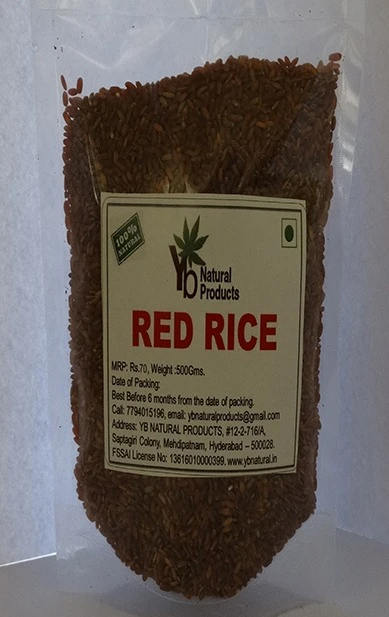 100%
NATURAL
Yb Natural
Products
RED RICE
MRP: Rs.70, Weight :500Gms.
Date of Packing:
Best Before 6 months from the date of packing.
Call: 7794015196, email: ybnaturalproducts@gmail.com
Address: YB NATURAL PRODUCTS, #12-2-716/A,
Saptagiri Colony, Mehdipatnam, Hyderabad – 500028.
FSSAI License No: 13616010000399, www.ybnatural.in